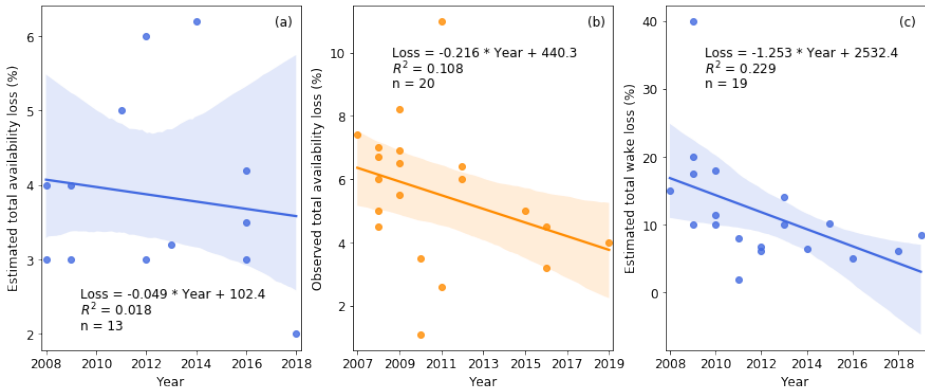 (a)
6
5
4
3
2
Estimated total availability loss (%)
Loss = -0.049 * Year + 102.4
R² = 0.018
n = 13
2008 2010 2012 2014 2016 2018
Year
(b)
10
8
6
4
2
Observed total availability loss (%)
Loss = -0.216 * Year + 440.3
R² = 0.108
n = 20
2007 2009 2011 2013 2015 2017 2019
Year
(c)
40
30
20
10
0
Estimated total wake loss (%)
Loss = -1.253 * Year + 2532.4
R² = 0.229
n = 19
2008 2010 2012 2014 2016 2018
Year